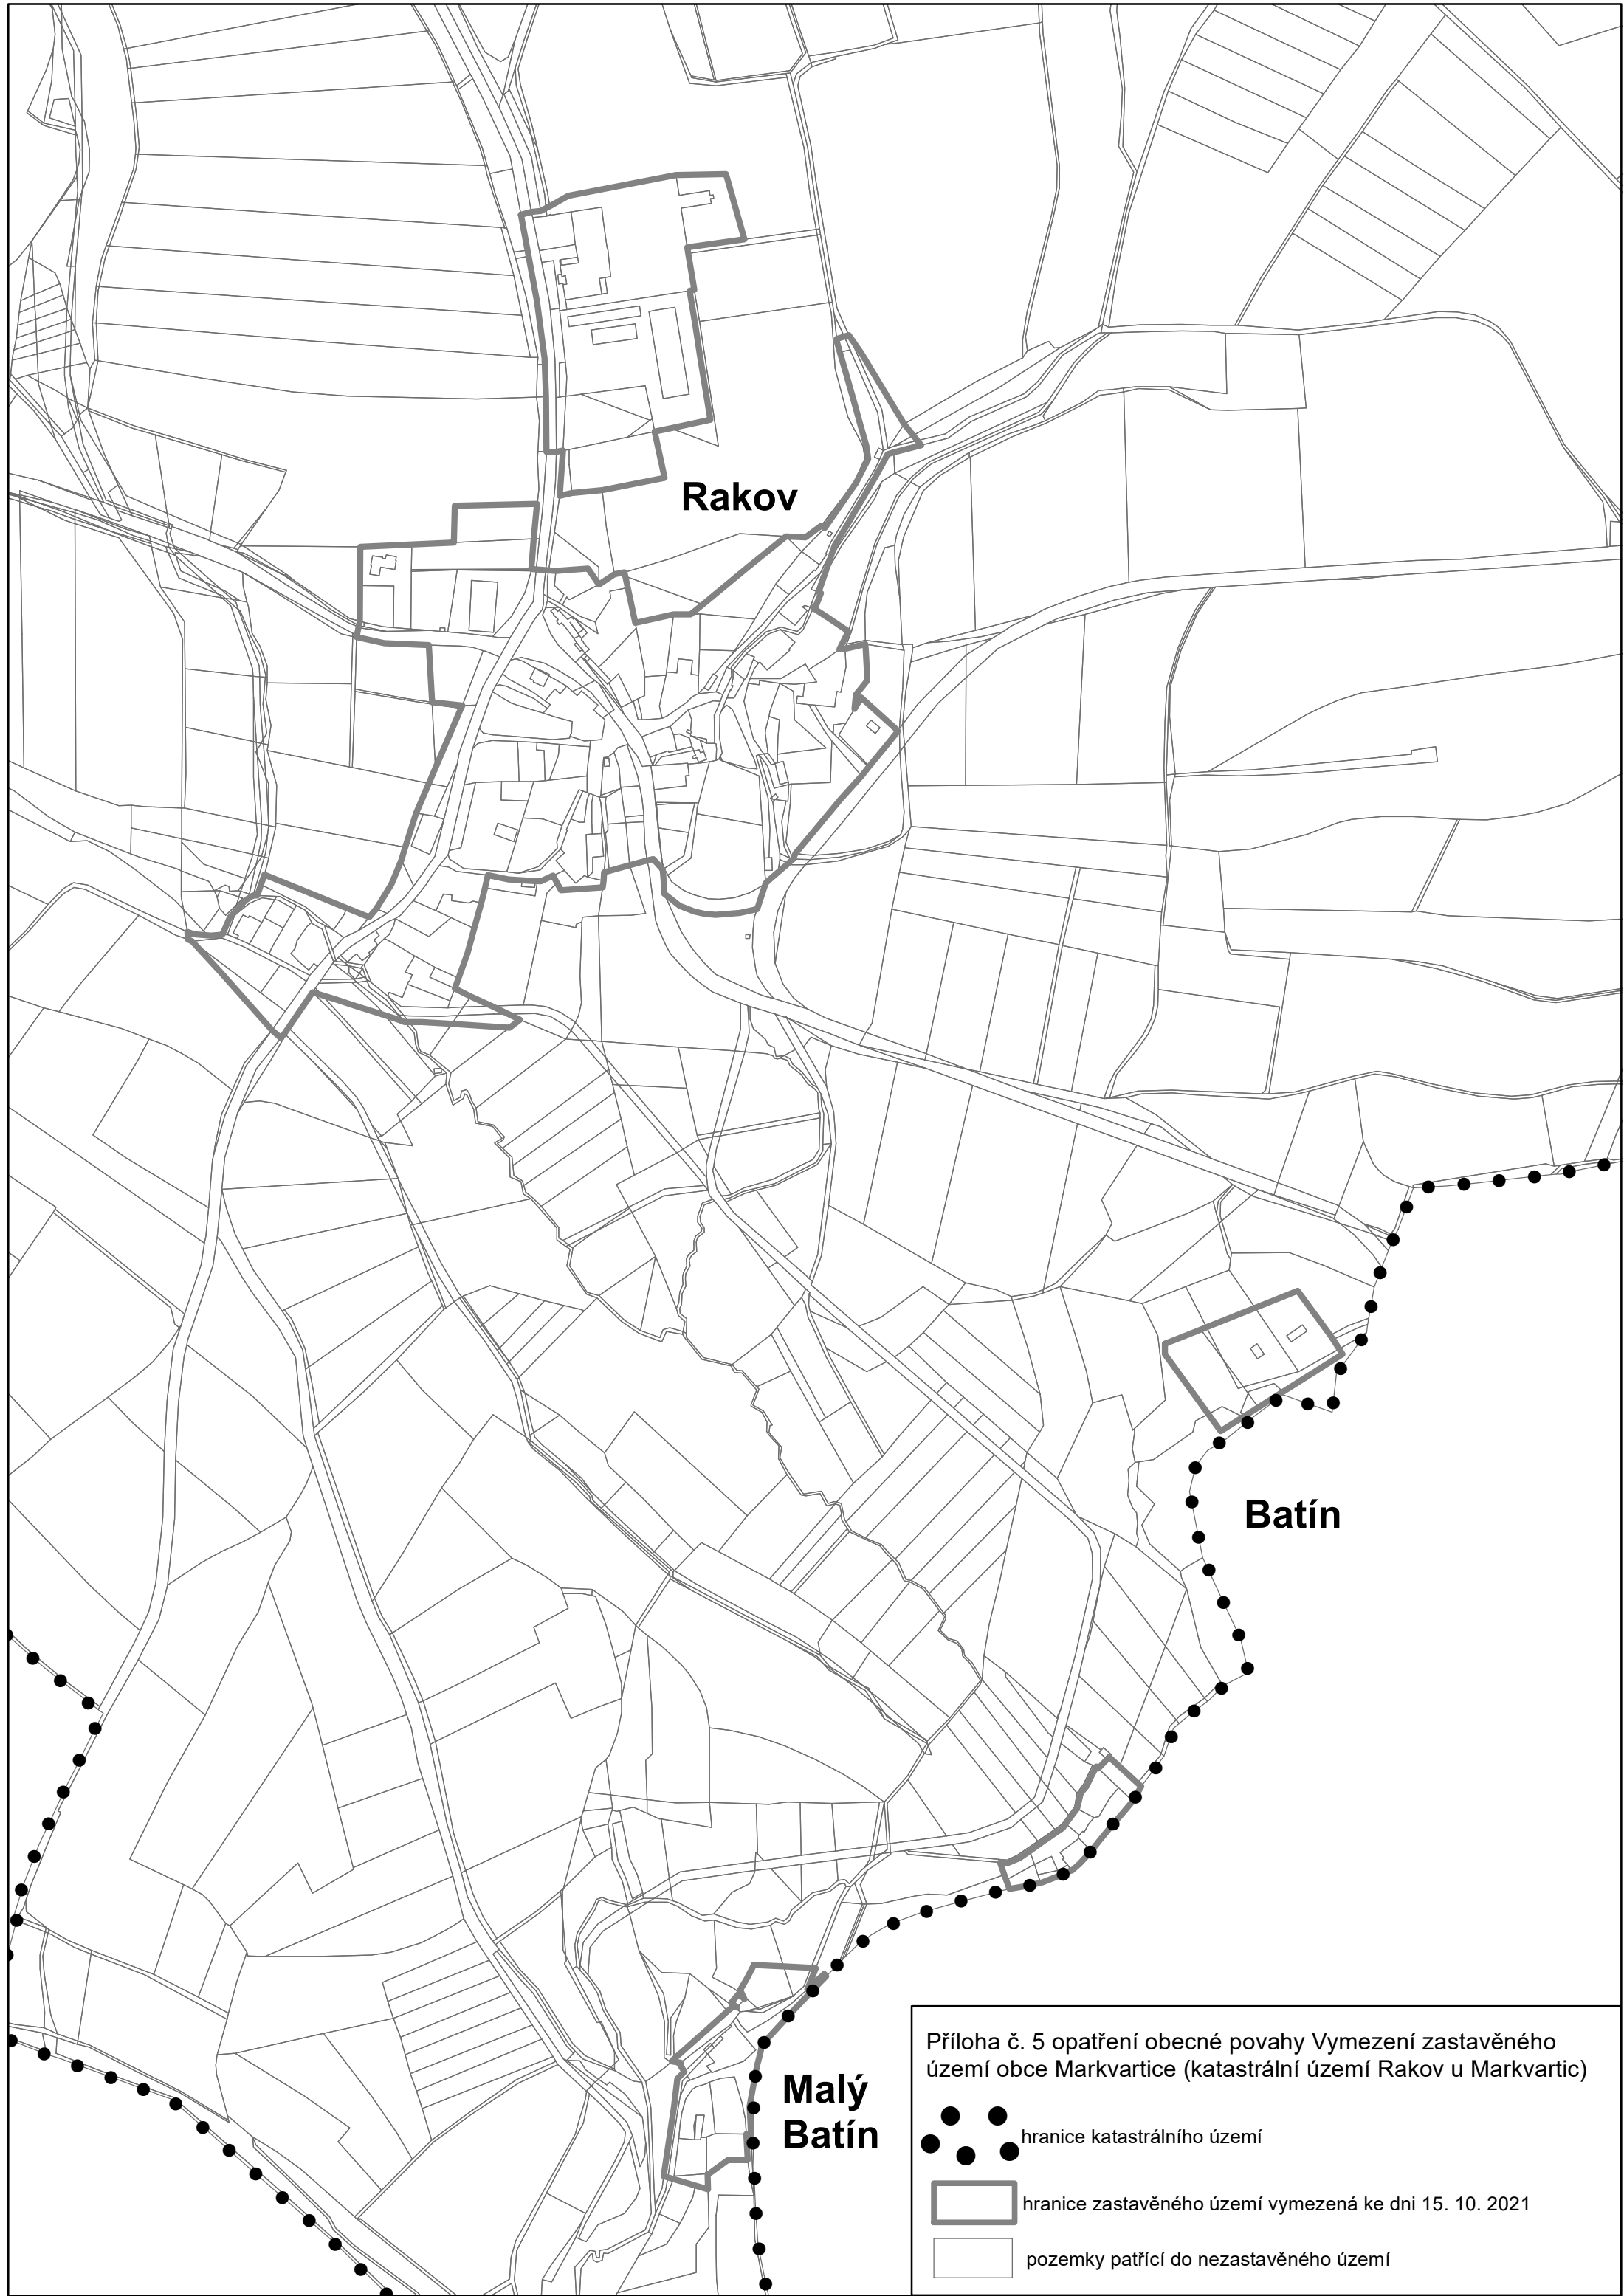 Rakov
Batín
Malý
Batín
Příloha č. 5 opatření obecné povahy Vymezení zastavěného
území obce Markvartice (katastrální území Rakov u Markvartic)
hranice katastrálního území
hranice zastavěného území vymezená ke dni 15. 10. 2021
pozemky patřící do nezastavěného území